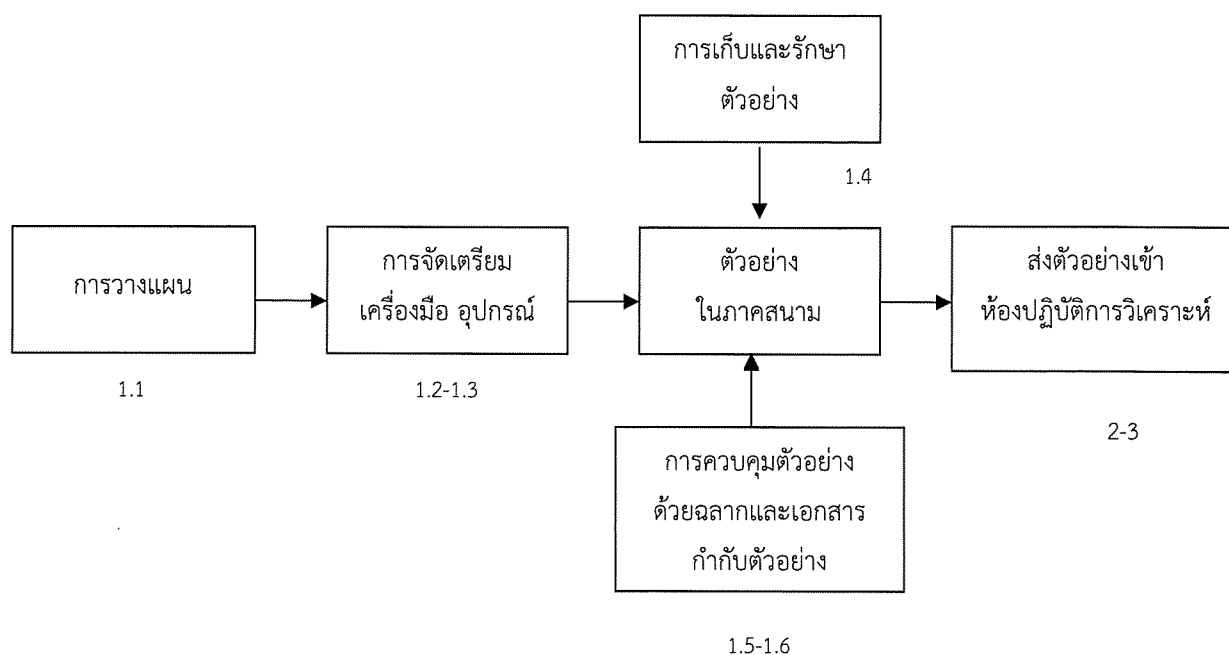 การเก็บและรักษา
ตัวอย่าง
1.4
การวางแผน
1.1
การจัดเตรียม
เครื่องมือ อุปกรณ์
1.2-1.3
ตัวอย่าง
ในภาคสนาม
ส่งตัวอย่างเข้า
ห้องปฏิบัติการวิเคราะห์
2-3
การควบคุมตัวอย่าง
ด้วยฉลากและเอกสาร
กำกับตัวอย่าง
1.5-1.6